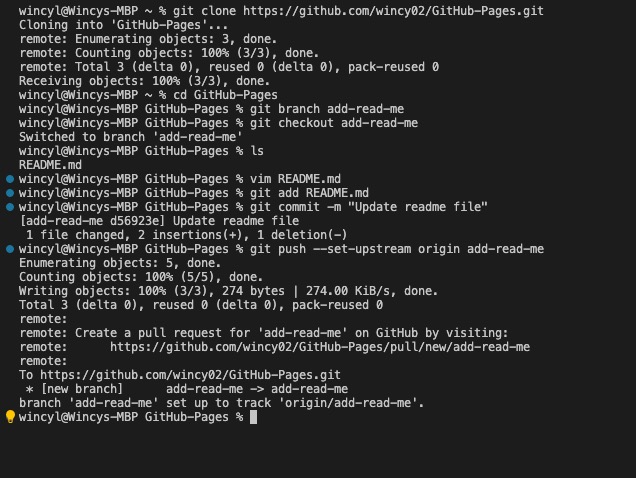 wincyl@Wincys-MBP ~ % git clone https://github.com/wincy02/GitHub-Pages.git
Cloning into 'GitHub-Pages'...
remote: Enumerating objects: 3, done.
remote: Counting objects: 100% (3/3), done.
remote: Total 3 (delta 0), reused 0 (delta 0), pack-reused 0
Receiving objects: 100% (3/3), done.
wincyl@Wincys-MBP ~ % cd GitHub-Pages
wincyl@Wincys-MBP GitHub-Pages % git branch add-read-me
wincyl@Wincys-MBP GitHub-Pages % git checkout add-read-me
Switched to branch 'add-read-me'
wincyl@Wincys-MBP GitHub-Pages % ls
README.md
wincyl@Wincys-MBP GitHub-Pages % vim README.md
wincyl@Wincys-MBP GitHub-Pages % git add README.md
wincyl@Wincys-MBP GitHub-Pages % git commit -m "Update readme file"
[add-read-me d56923e] Update readme file
 1 file changed, 2 insertions(+), 1 deletion(-)
wincyl@Wincys-MBP GitHub-Pages % git push --set-upstream origin add-read-me
Enumerating objects: 5, done.
Counting objects: 100% (5/5), done.
Writing objects: 100% (3/3), 274 bytes | 274.00 KiB/s, done.
Total 3 (delta 0), reused 0 (delta 0), pack-reused 0
remote:
remote: Create a pull request for 'add-read-me' on GitHub by visiting:
remote:      https://github.com/wincy02/GitHub-Pages/pull/new/add-read-me
remote:
To https://github.com/wincy02/GitHub-Pages.git
 * [new branch]      add-read-me -> add-read-me
branch 'add-read-me' set up to track 'origin/add-read-me'.
wincyl@Wincys-MBP GitHub-Pages %